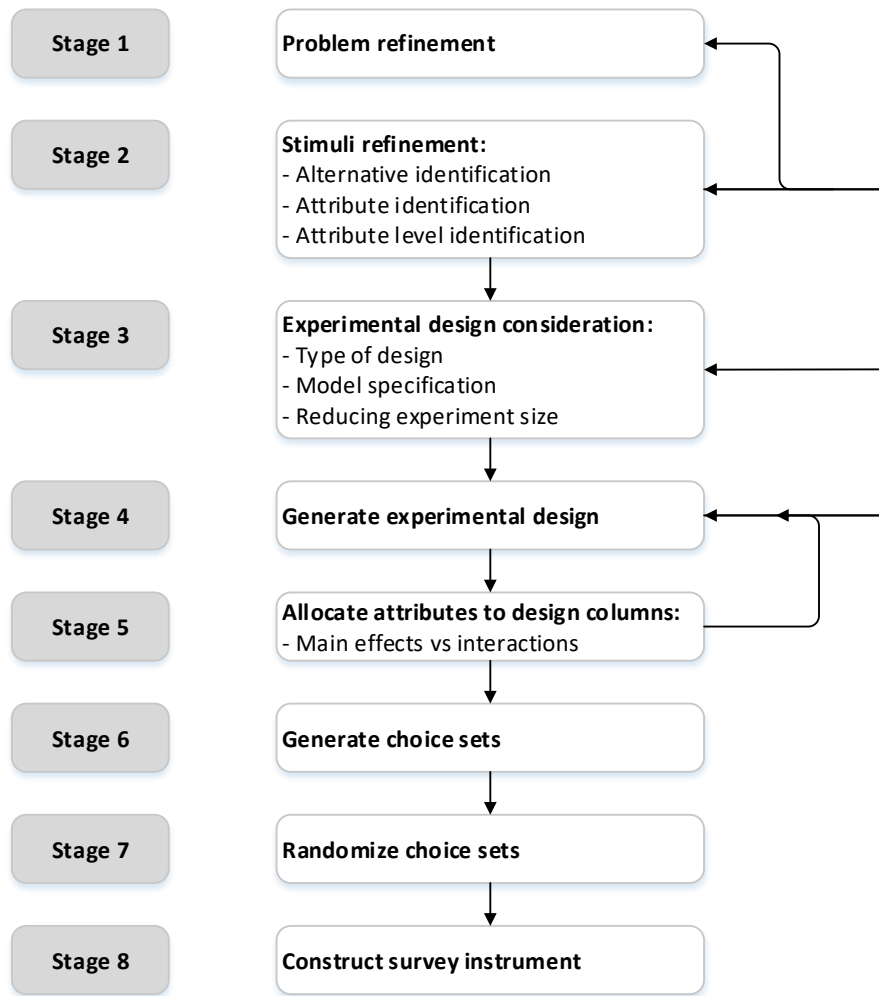 Stage 1
Problem refinement
Stage 2
Stimuli refinement:
- Alternative identification
- Attribute identification
- Attribute level identification
Stage 3
Experimental design consideration:
- Type of design
- Model specification
- Reducing experiment size
Stage 4
Generate experimental design
Stage 5
Allocate attributes to design columns:
- Main effects vs interactions
Stage 6
Generate choice sets
Stage 7
Randomize choice sets
Stage 8
Construct survey instrument